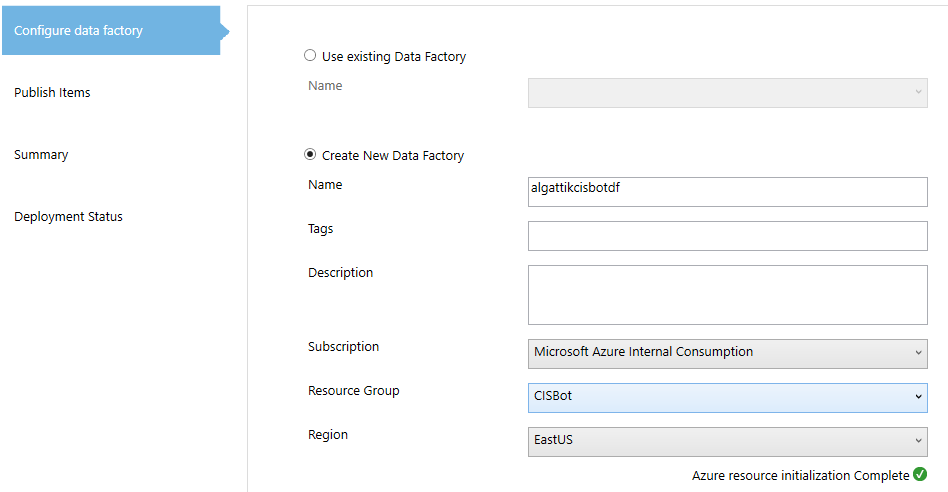 Configure data factory
Publish Items
Summary
Deployment Status
Use existing Data Factory
Name
Create New Data Factory
Name algattikcisbotdf
Tags
Description
Subscription Microsoft Azure Internal Consumption
Resource Group CISBot
Region EastUS
Azure resource initialization Complete